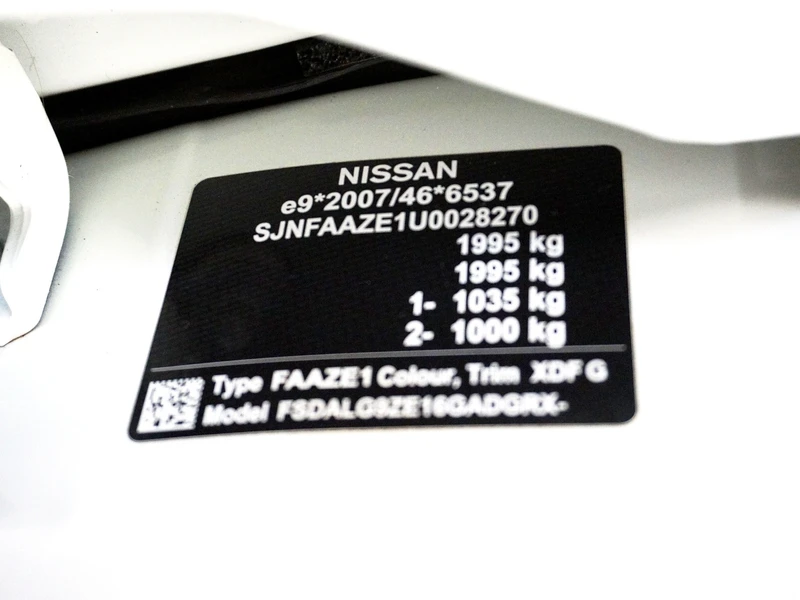 NISSAN
e9*2007/46*6537
SJNFAAZE1U0028270
1995 kg
1995 kg
1- 1035 kg
2- 1000 kg
Type FAAZE1 Colour, Trim XDF G
Model